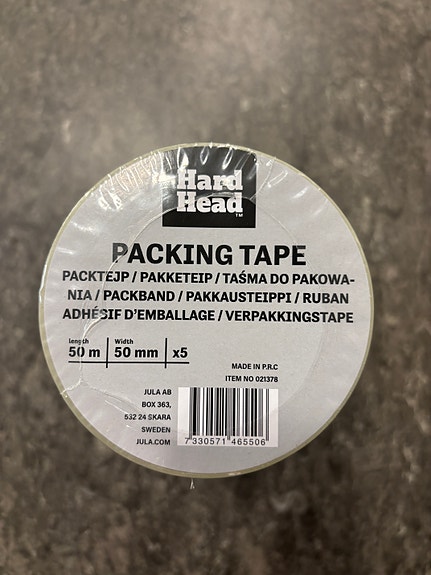 Hard
Head
™
PACKING TAPE
PACKTEJP / PAKKETEIP / TAŚMA DO PAKOWA-
NIA / PACKBAND / PAKKAUSTEIPPI / RUBAN
ADHÉSIF D'EMBALLAGE / VERPAKKINGSTAPE
length Width
50 m 50 mm x5
MADE IN P.R.C
ITEM NO 021378
JULA AB
BOX 363,
532 24 SKARA
SWEDEN
JULA.COM
7 330571 465506